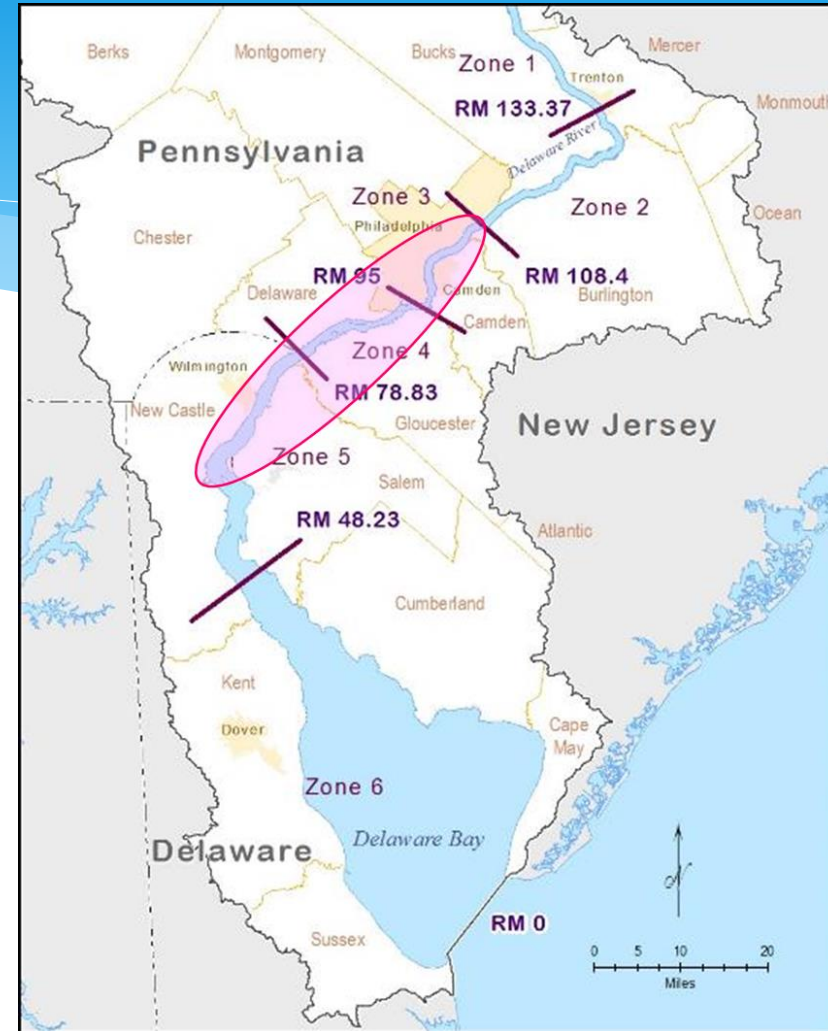 Berks
Montgomery
Bucks
Mercer
Zone 1
Trenton
RM 133.37
Monmouth
Delaware River
Pennsylvania
Zone 3
Zone 2
Ocean
Philadelphia
Chester
RM 95
RM 108.4
Delaware
Camden
Burlington
Camden
Zone 4
Wilmington
RM 78.83
New Castle
Gloucester
New Jersey
Zone 5
Salem
RM 48.23
Atlantic
Cumberland
Kent
Cape
May
Dover
Zone 6
Delaware Bay
Delaware
N
RM 0
Sussex
0 5 10 20
Miles